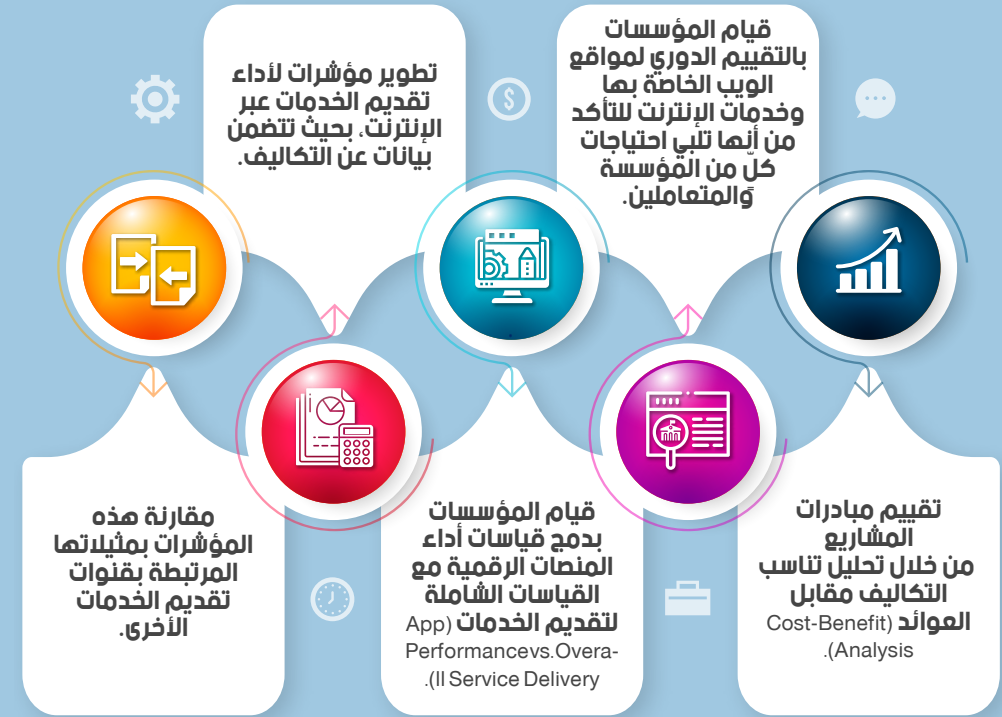 تقييم مبادرات
المشاريع
من خلال تحليل تناسب
التكاليف مقابل
العوائد (Cost-Benefit
Analysis).
قيام المؤسسات
بالتقييم الدوري لمواقع
الويب الخاصة بها
وخدمات الإنترنت للتأكد
من أنها تلبي احتياجات
كلّ من المؤسسة
والمتعاملين.
قيام المؤسسات
بدمج قياسات أداء
المنصات الرقمية مع
القياسات الشاملة
لتقديم الخدمات (App
Performancevs.Overa-
ll Service Delivery).
تطوير مؤشرات لأداء
تقديم الخدمات عبر
الإنترنت، بحيث تتضمن
بيانات عن التكاليف.
مقارنة هذه
المؤشرات بمثيلاتها
المرتبطة بقنوات
تقديم الخدمات
الأخرى.
$